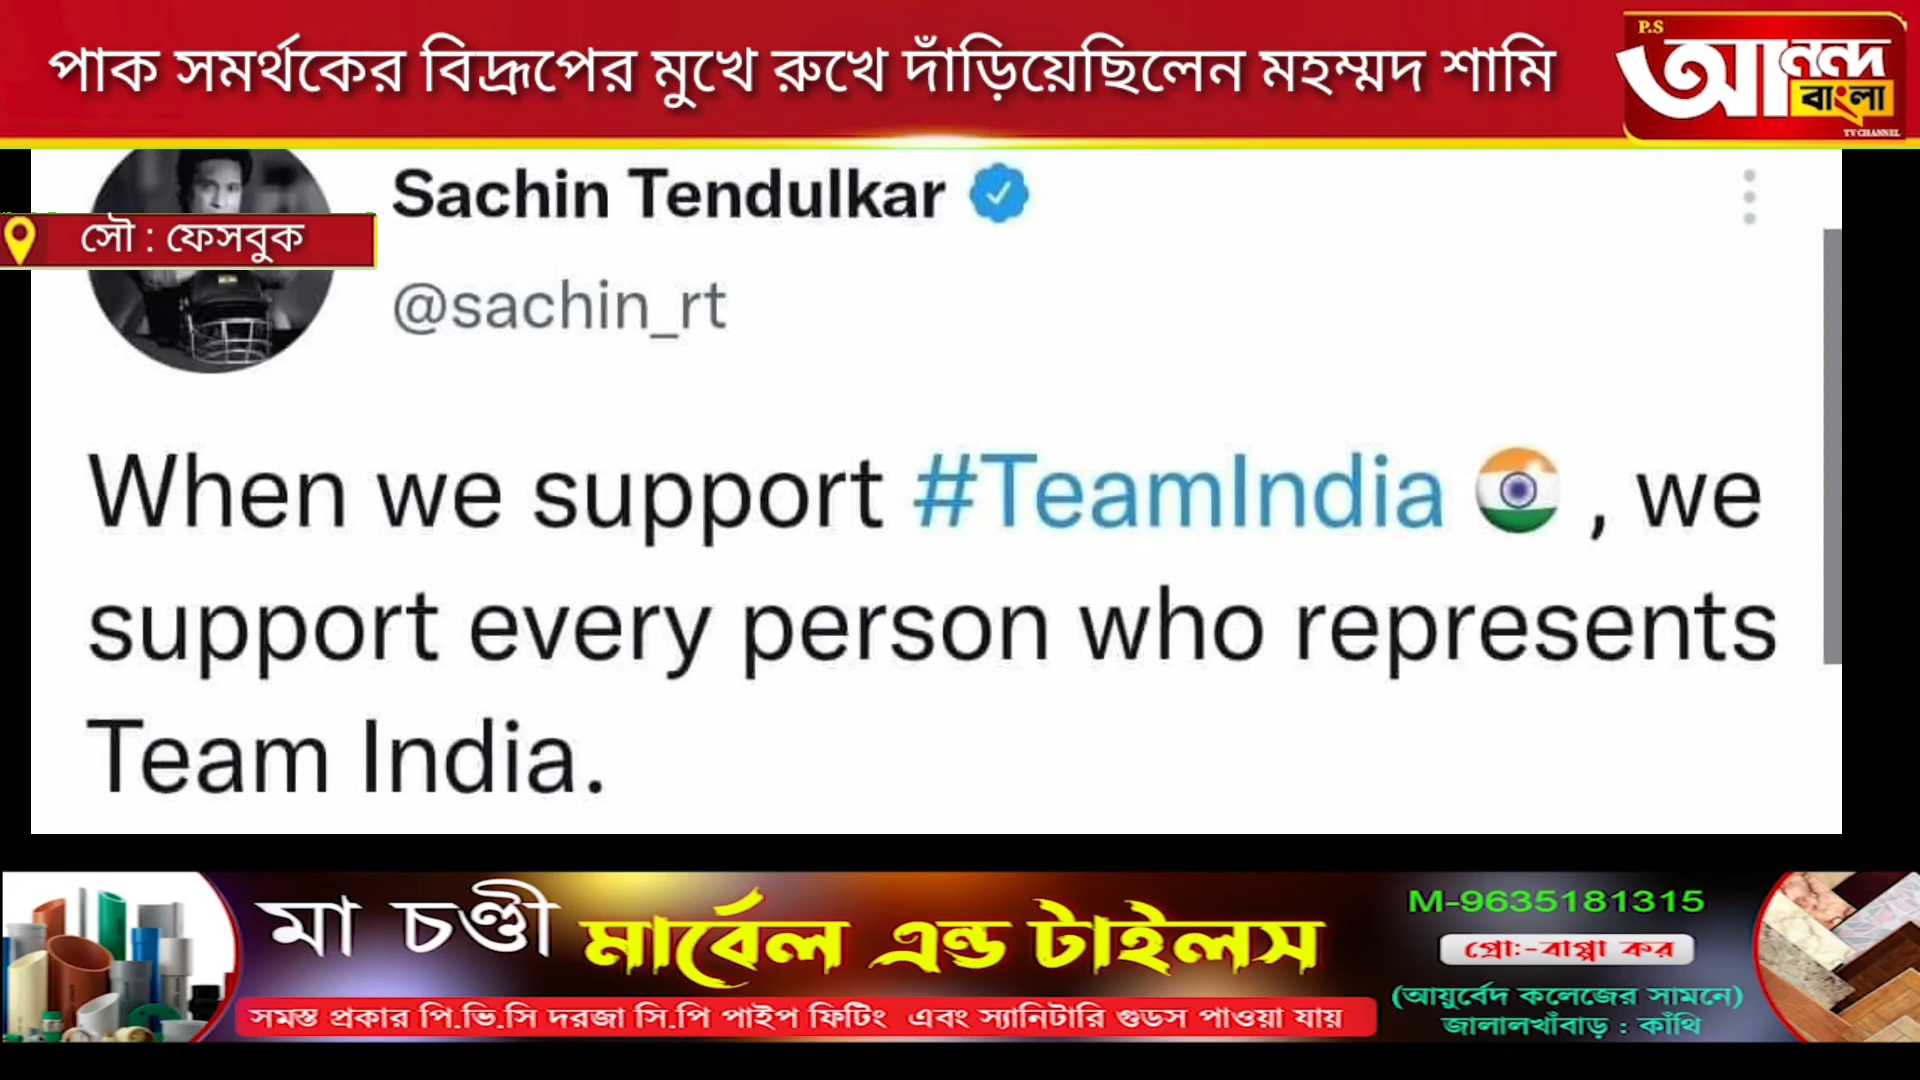 পাক সমর্থকের বিদ্রূপের মুখে রুখে দাঁড়িয়েছিলেন মহম্মদ শামি
P.S
আনন্দ
বাংলা
TV CHANNEL
Sachin Tendulkar
সৌ : ফেসবুক
@sachin_rt
When we support #TeamIndia , we
support every person who represents
Team India.
মা চণ্ডী মার্বেল এন্ড টাইলস
সমস্ত প্রকার পি.ভি.সি দরজা সি.পি পাইপ ফিটিং এবং স্যানিটারি গুডস পাওয়া যায়
M-9635181315
প্রো:-বাপ্পা কর
(আয়ুর্বেদ কলেজের সামনে)
জালালখাঁবাড় : কাঁথি